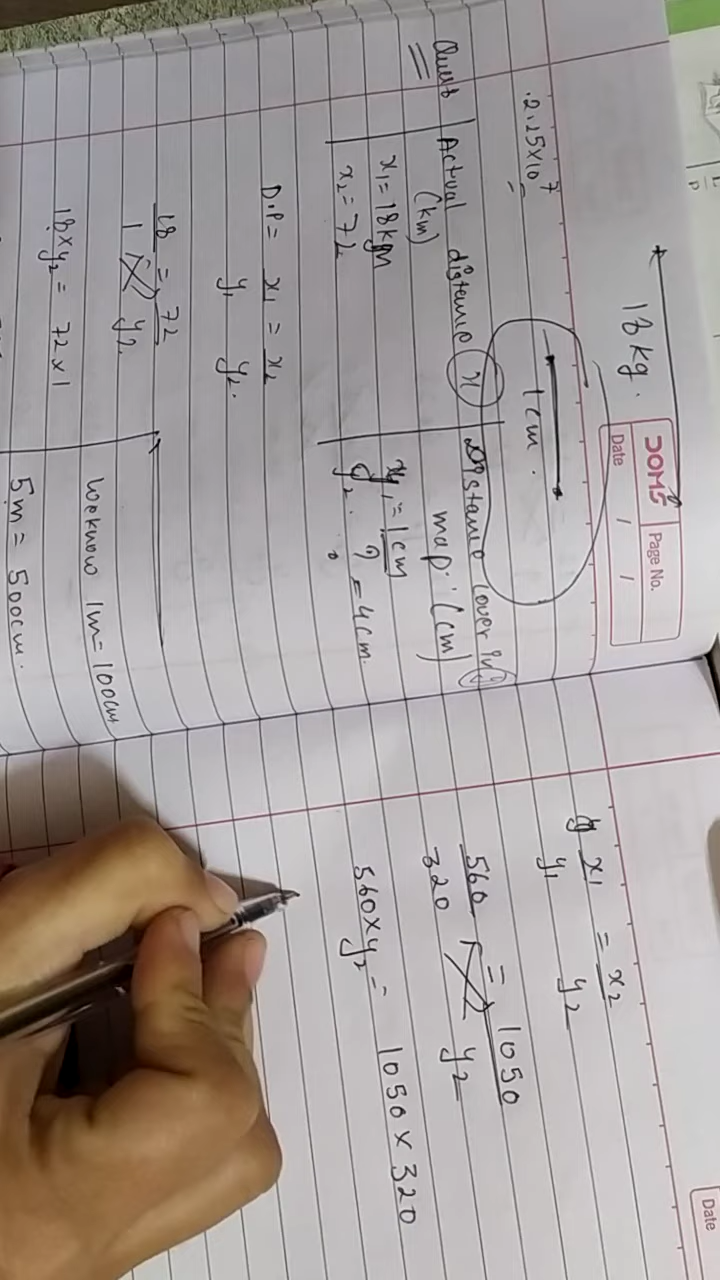 18 kg.
DOMS
Page No.
Date / /
1 cm.
2.25×10⁷
Actual distance x
(km)
Distance cover in y
map. (cm)
x₁ = 18 km
y₁ = 1 cm
x₂ = 72
y₂ = ? = 4 cm.
D.P = x₁/y₁ = x₂/y₂.
18/1 = 72/y₂
18×y₂ = 72×1
we know 1m = 100cm
5m = 500cm.
x₁/y₁ = x₂/y₂
560/320 = 1050/y₂
560×y₂ = 1050×320
Date